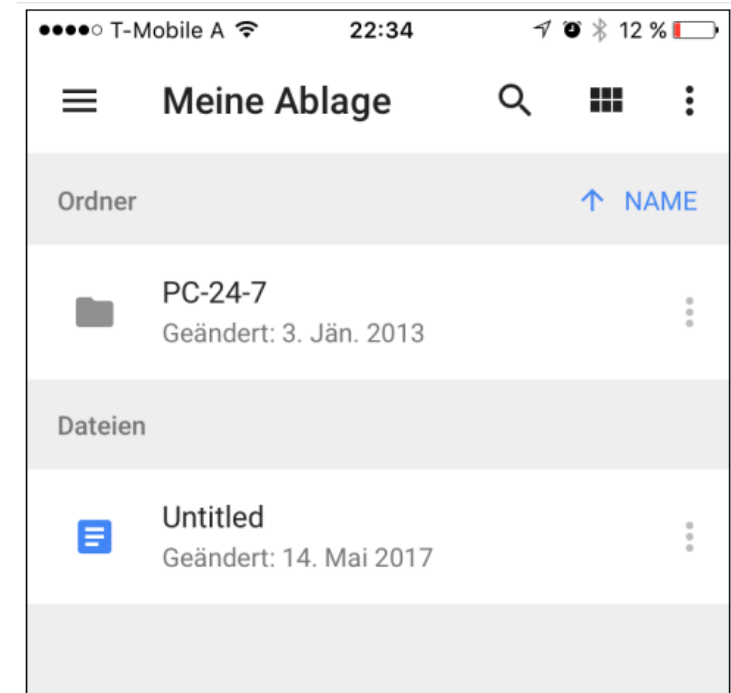 T-Mobile A 22:34 12 %
Meine Ablage
Ordner NAME
PC-24-7
Geändert: 3. Jän. 2013
Dateien
Untitled
Geändert: 14. Mai 2017